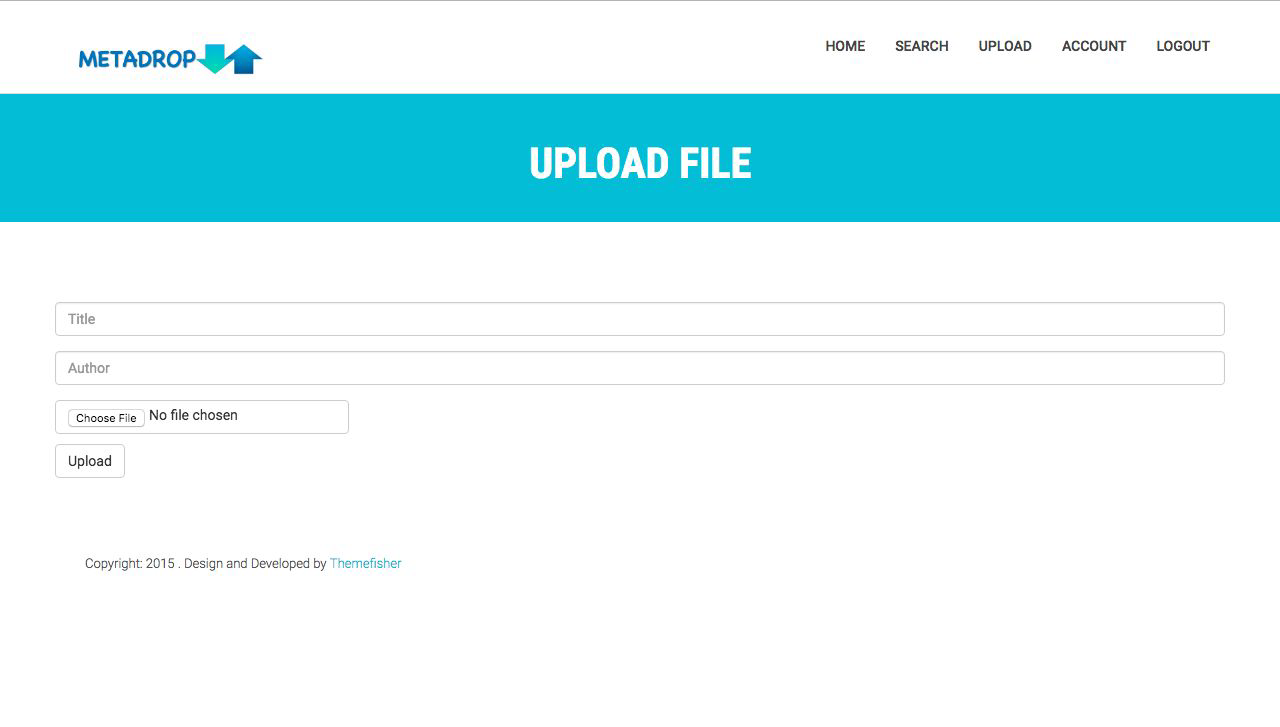 METADROP
HOME SEARCH UPLOAD ACCOUNT LOGOUT
UPLOAD FILE
Title
Author
Choose File No file chosen
Upload
Copyright: 2015 . Design and Developed by Themefisher